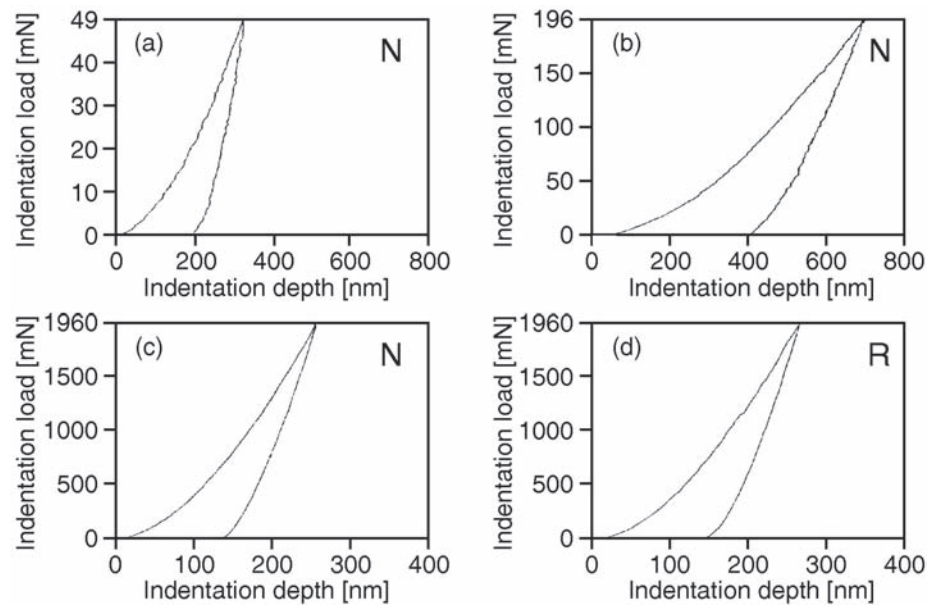 49
40
30
20
10
0
Indentation load [mN]
(a)
N
0 200 400 600 800
Indentation depth [nm]
196
150
100
50
0
Indentation load [mN]
(b)
N
0 200 400 600 800
Indentation depth [nm]
1960
1500
1000
500
0
Indentation load [mN]
(c)
N
0 100 200 300 400
Indentation depth [nm]
1960
1500
1000
500
0
Indentation load [mN]
(d)
R
0 100 200 300 400
Indentation depth [nm]